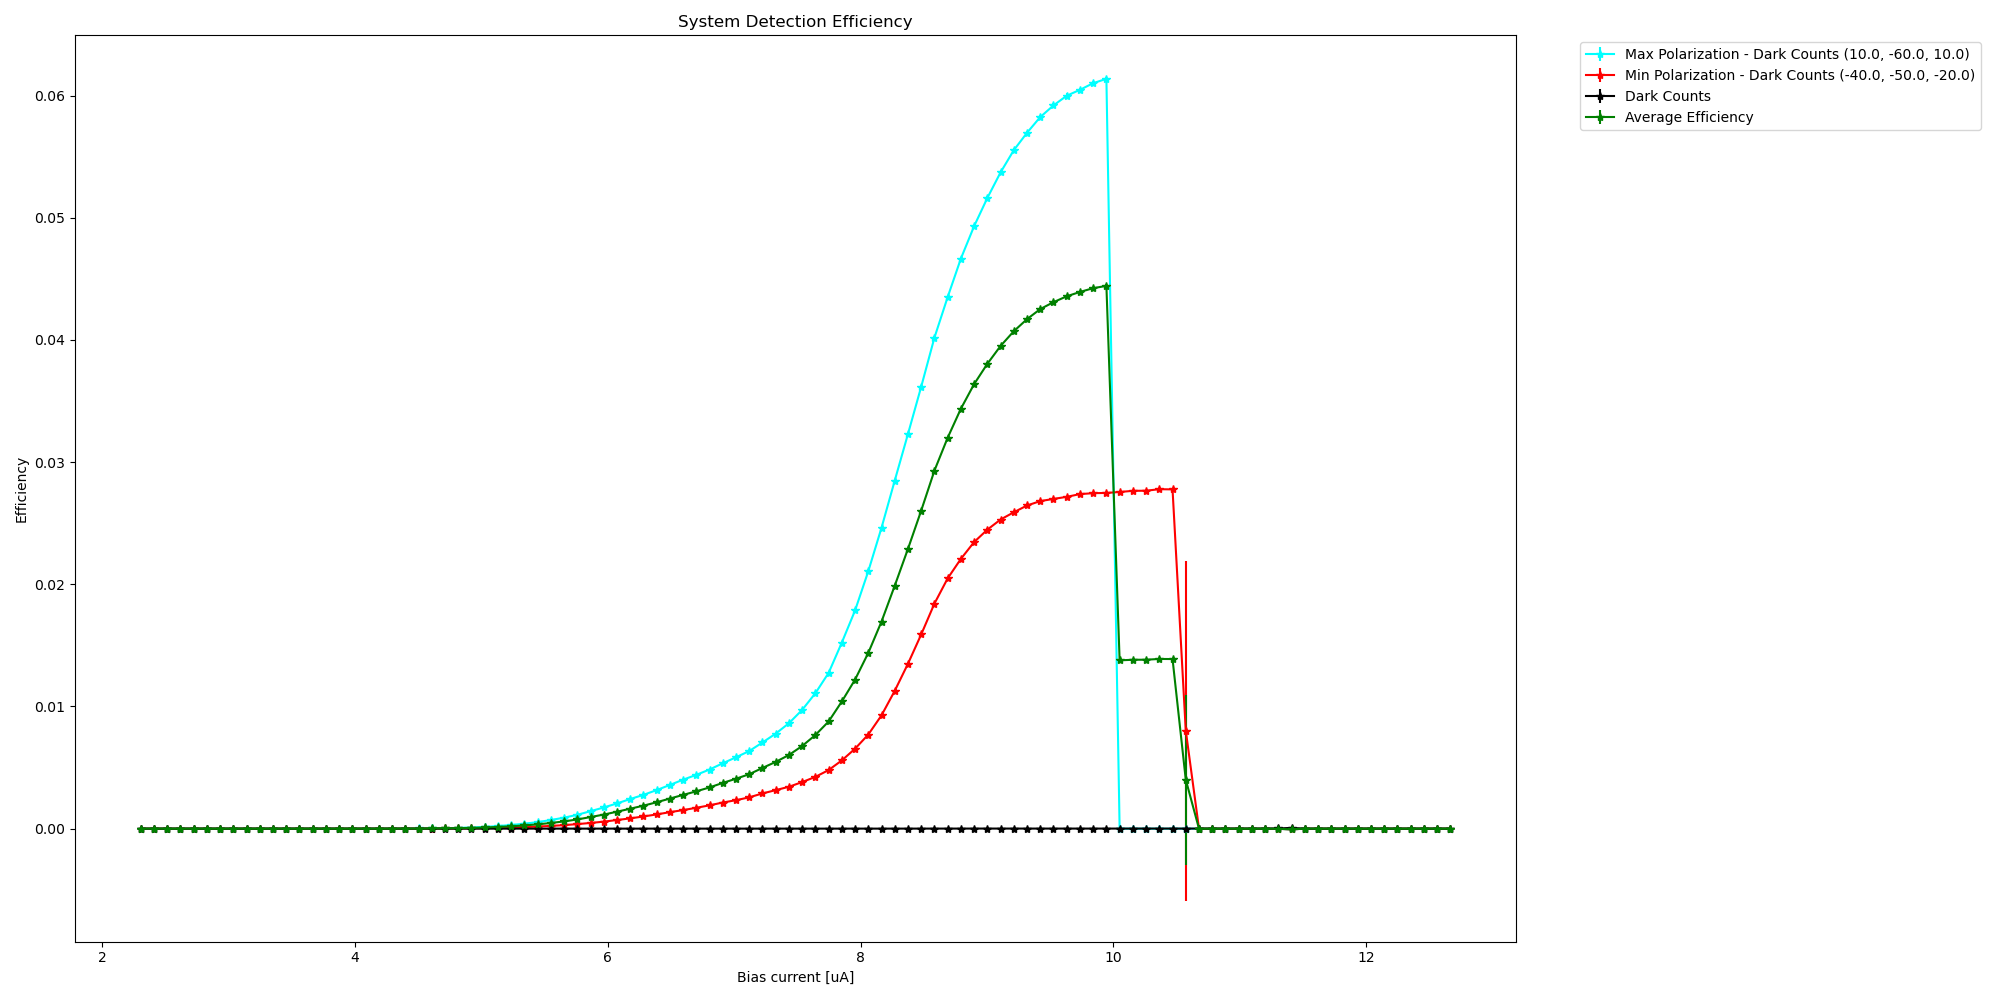 System Detection Efficiency
Max Polarization - Dark Counts (10.0, -60.0, 10.0)
Min Polarization - Dark Counts (-40.0, -50.0, -20.0)
Dark Counts
Average Efficiency
0.06
0.05
0.04
0.03
0.02
0.01
0.00
Efficiency
2 4 6 8 10 12
Bias current [uA]